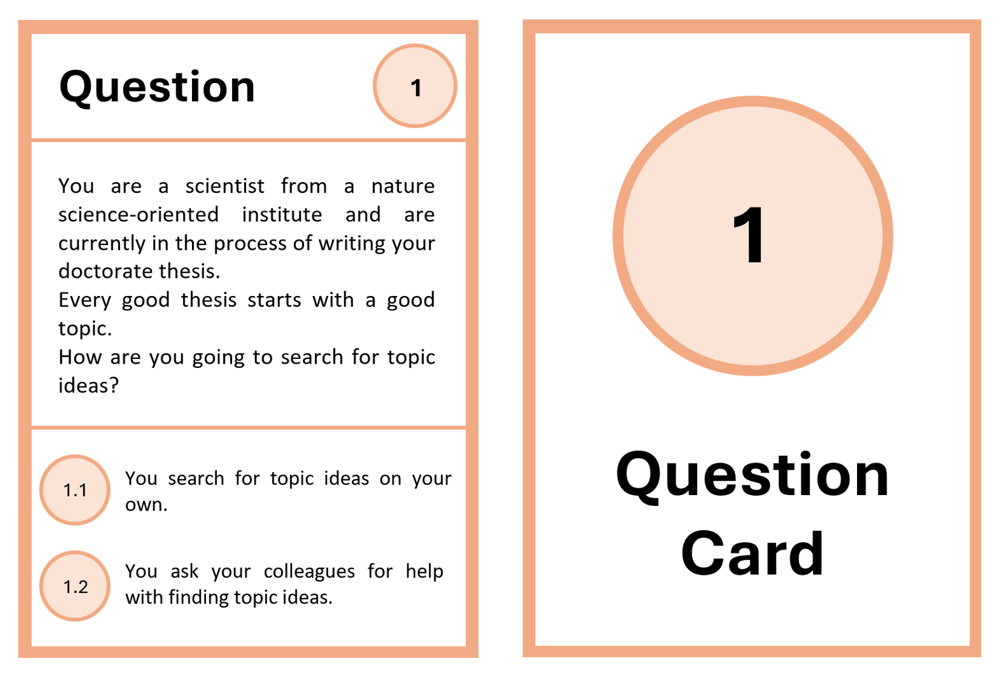 Question
1
You are a scientist from a nature
science-oriented institute and are
currently in the process of writing your
doctorate thesis.
Every good thesis starts with a good
topic.
How are you going to search for topic
ideas?
1.1
You search for topic ideas on your
own.
1.2
You ask your colleagues for help
with finding topic ideas.
1
Question
Card